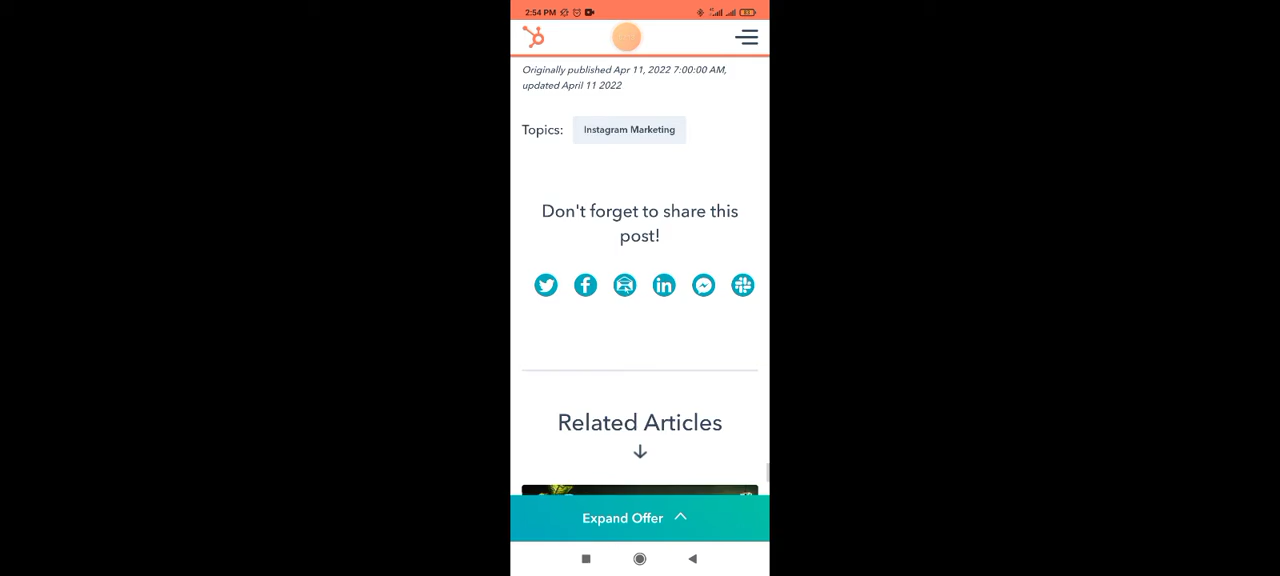 2:54 PM
83
Originally published Apr 11, 2022 7:00:00 AM,
updated April 11 2022
Topics: Instagram Marketing
Don't forget to share this
post!
Related Articles
Expand Offer